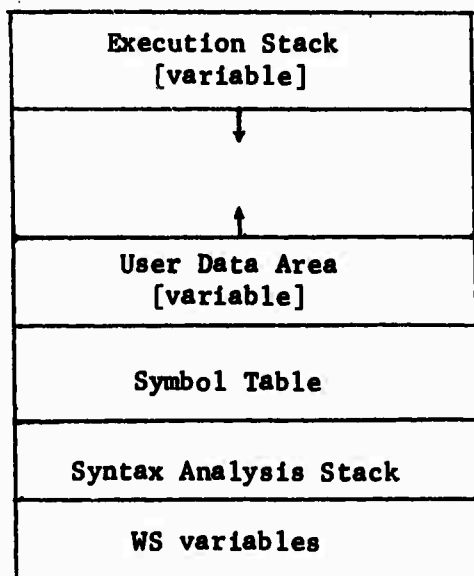 Execution Stack
[variable]
User Data Area
[variable]
Symbol Table
Syntax Analysis Stack
WS variables